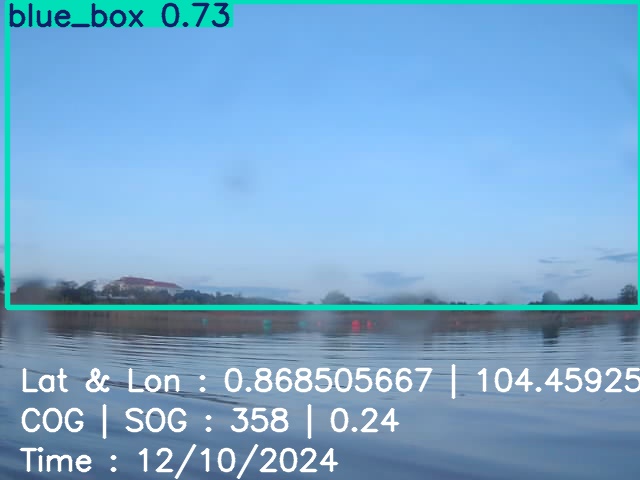 blue_box 0.73
Lat & Lon : 0.868505667 | 104.45925
COG | SOG : 358 | 0.24
Time : 12/10/2024